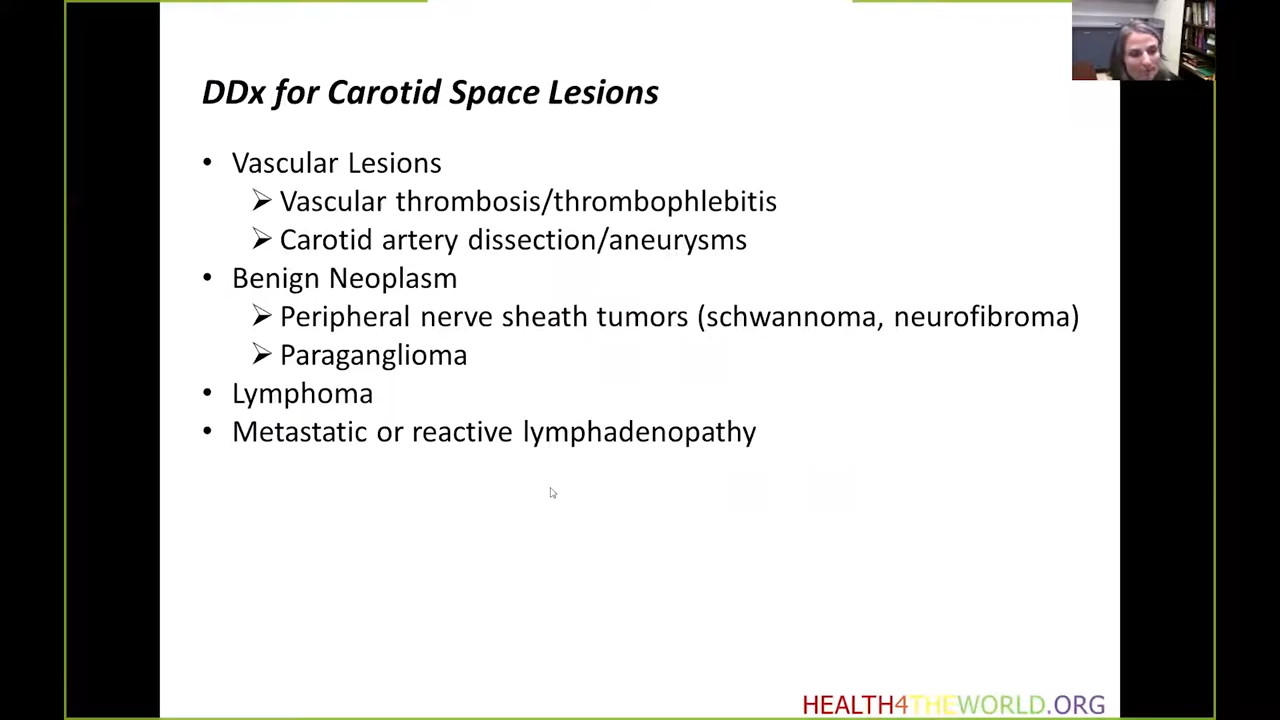 DDx for Carotid Space Lesions
• Vascular Lesions
➢ Vascular thrombosis/thrombophlebitis
➢ Carotid artery dissection/aneurysms
• Benign Neoplasm
➢ Peripheral nerve sheath tumors (schwannoma, neurofibroma)
➢ Paraganglioma
• Lymphoma
• Metastatic or reactive lymphadenopathy
HEALTH4THEWORLD.ORG